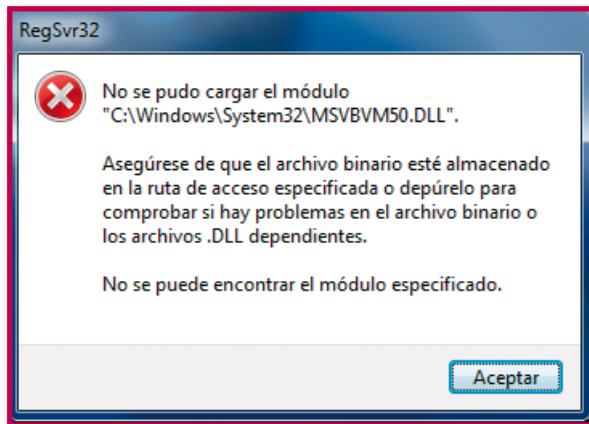 RegSvr32
No se pudo cargar el módulo
"C:\Windows\System32\MSVBVM50.DLL".
Asegúrese de que el archivo binario esté almacenado
en la ruta de acceso especificada o depúrelo para
comprobar si hay problemas en el archivo binario o
los archivos .DLL dependientes.
No se puede encontrar el módulo especificado.
Aceptar